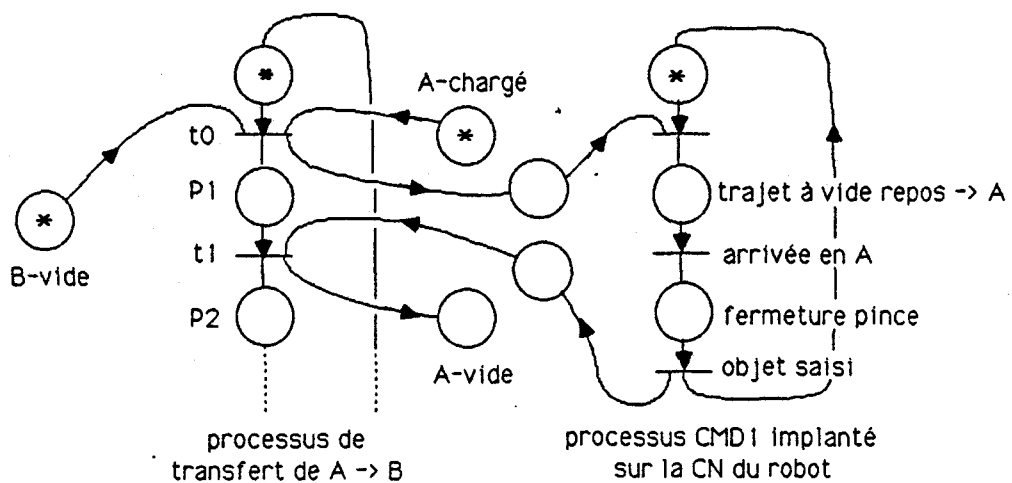 A-chargé
t0
P1
trajet à vide repos -> A
B-vide
t1
arrivée en A
P2
fermeture pince
A-vide
objet saisi
processus de
transfert de A -> B
processus CMD1 implanté
sur la CN du robot